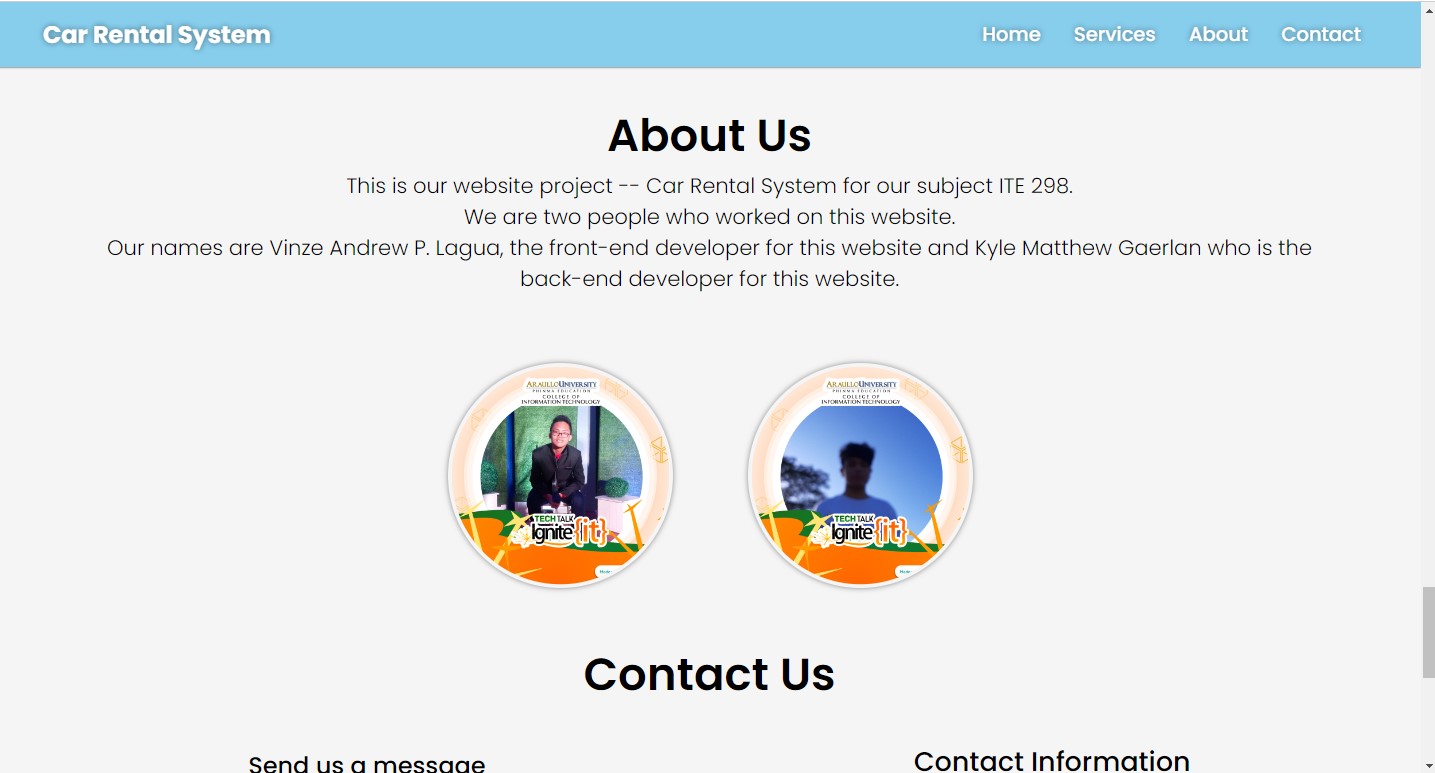 Car Rental System
Home Services About Contact
About Us
This is our website project -- Car Rental System for our subject ITE 298.
We are two people who worked on this website.
Our names are Vinze Andrew P. Lagua, the front-end developer for this website and Kyle Matthew Gaerlan who is the
back-end developer for this website.
ARAULLO UNIVERSITY
PHINMA EDUCATION
COLLEGE OF
INFORMATION TECHNOLOGY
TECH TALK
Ignite {it}
ARAULLO UNIVERSITY
PHINMA EDUCATION
COLLEGE OF
INFORMATION TECHNOLOGY
TECH TALK
Ignite {it}
Contact Us
Send us a message
Contact Information